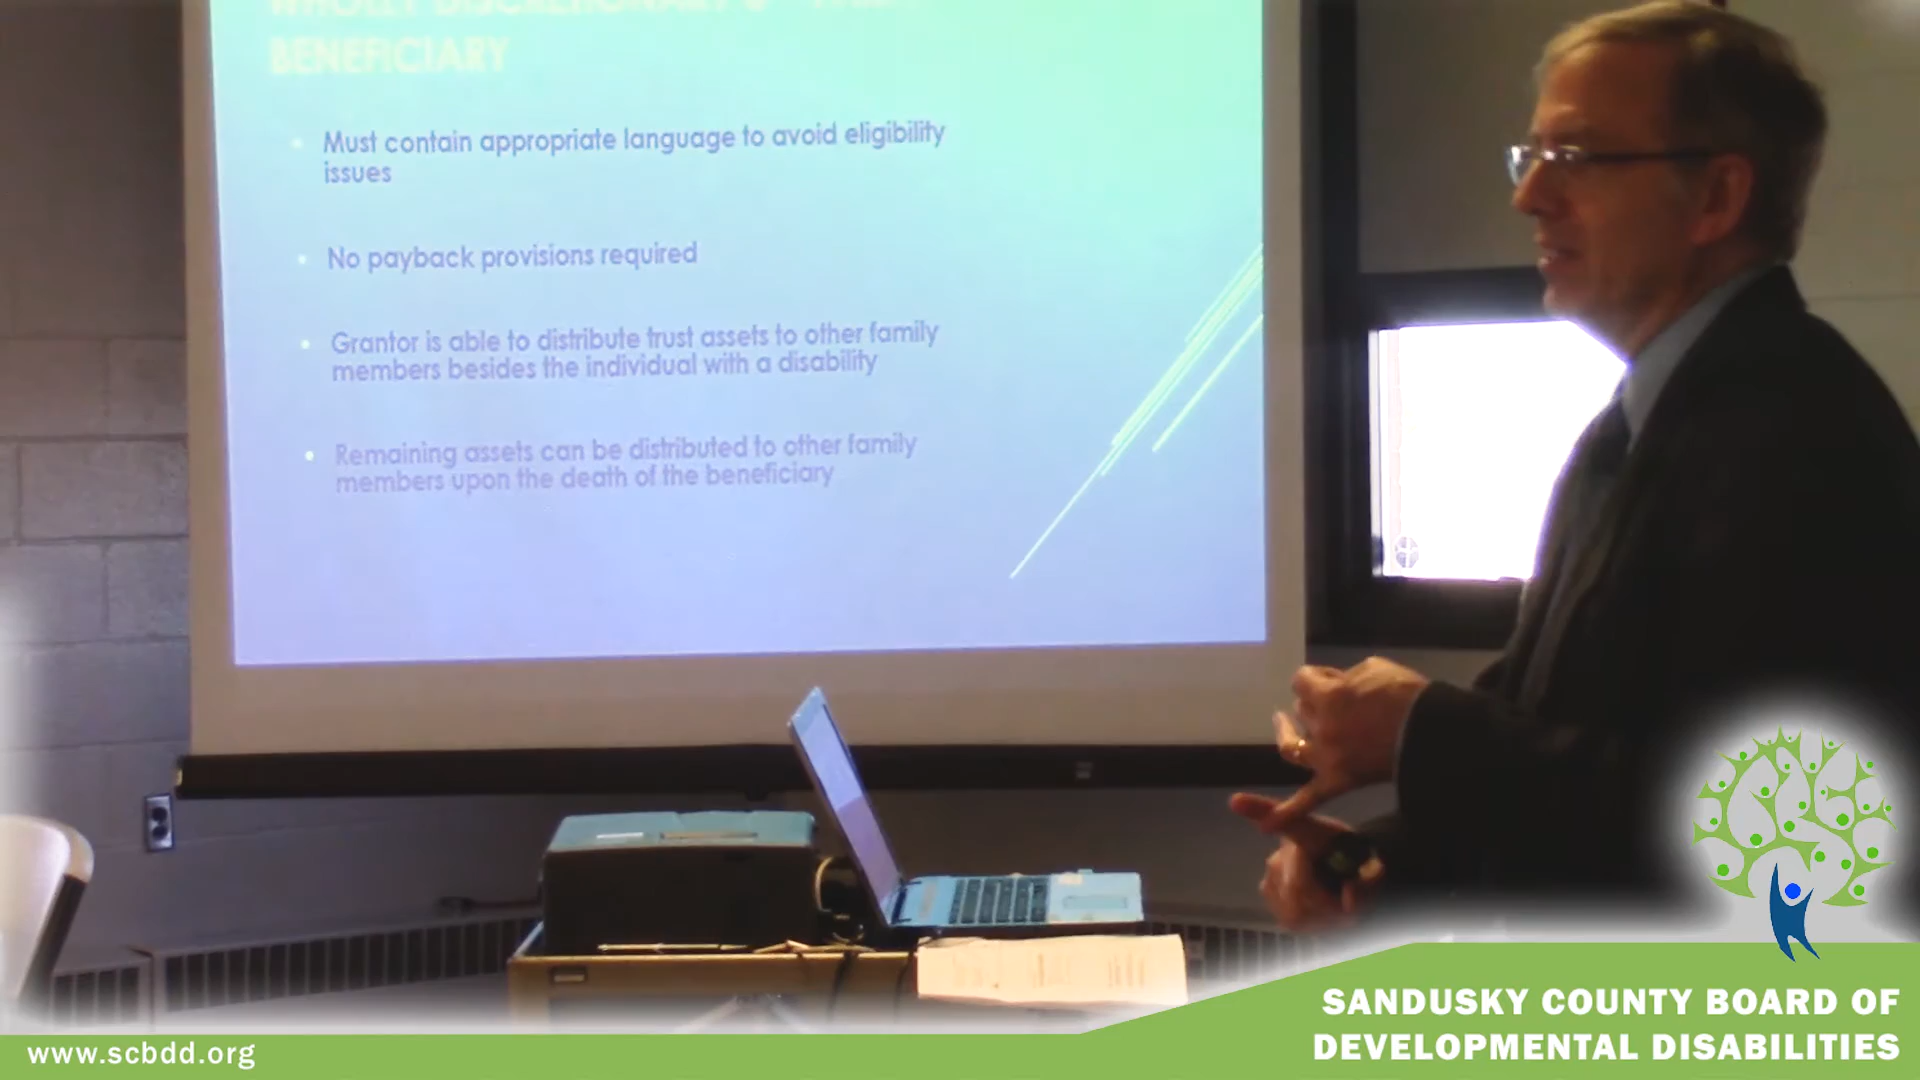 WHOLLY DISCRETIONARY
BENEFICIARY
Must contain appropriate language to avoid eligibility
issues
No payback provisions required
Grantor is able to distribute trust assets to other family
members besides the individual with a disability
Remaining assets can be distributed to other family
members upon the death of the beneficiary
SANDUSKY COUNTY BOARD OF
DEVELOPMENTAL DISABILITIES
www.scbdd.org